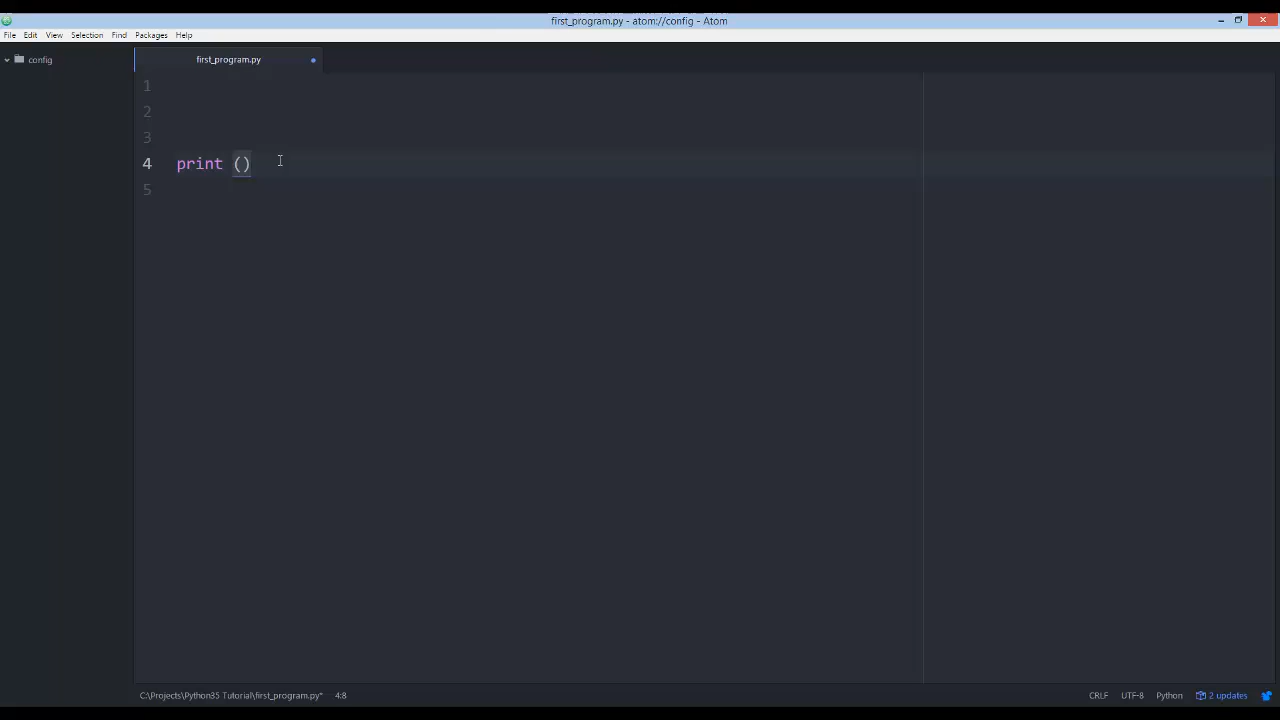 first_program.py - atom://config - Atom
File Edit View Selection Find Packages Help
config
first_program.py
1
2
3
4 print ()
5
C:\Projects\Python35 Tutorial\first_program.py* 4:8 CRLF UTF-8 Python 2 updates